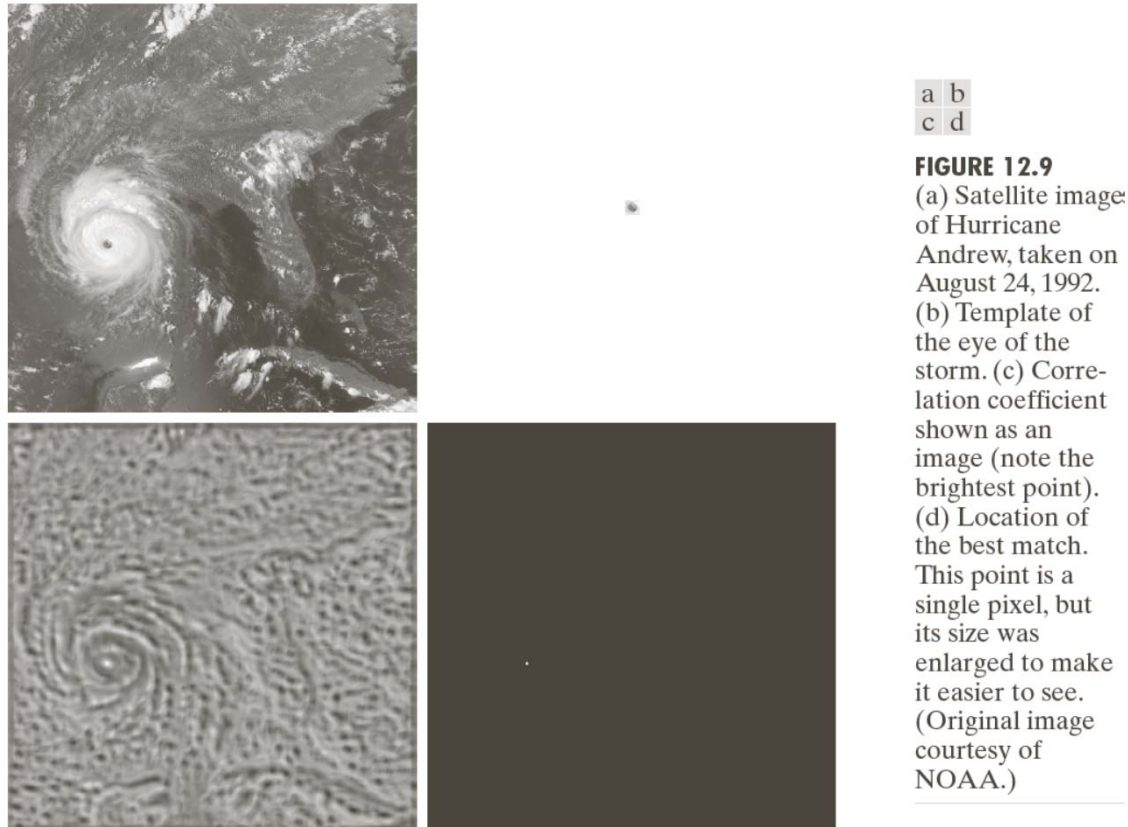 a b
c d
FIGURE 12.9
(a) Satellite image
of Hurricane
Andrew, taken on
August 24, 1992.
(b) Template of
the eye of the
storm. (c) Corre-
lation coefficient
shown as an
image (note the
brightest point).
(d) Location of
the best match.
This point is a
single pixel, but
its size was
enlarged to make
it easier to see.
(Original image
courtesy of
NOAA.)